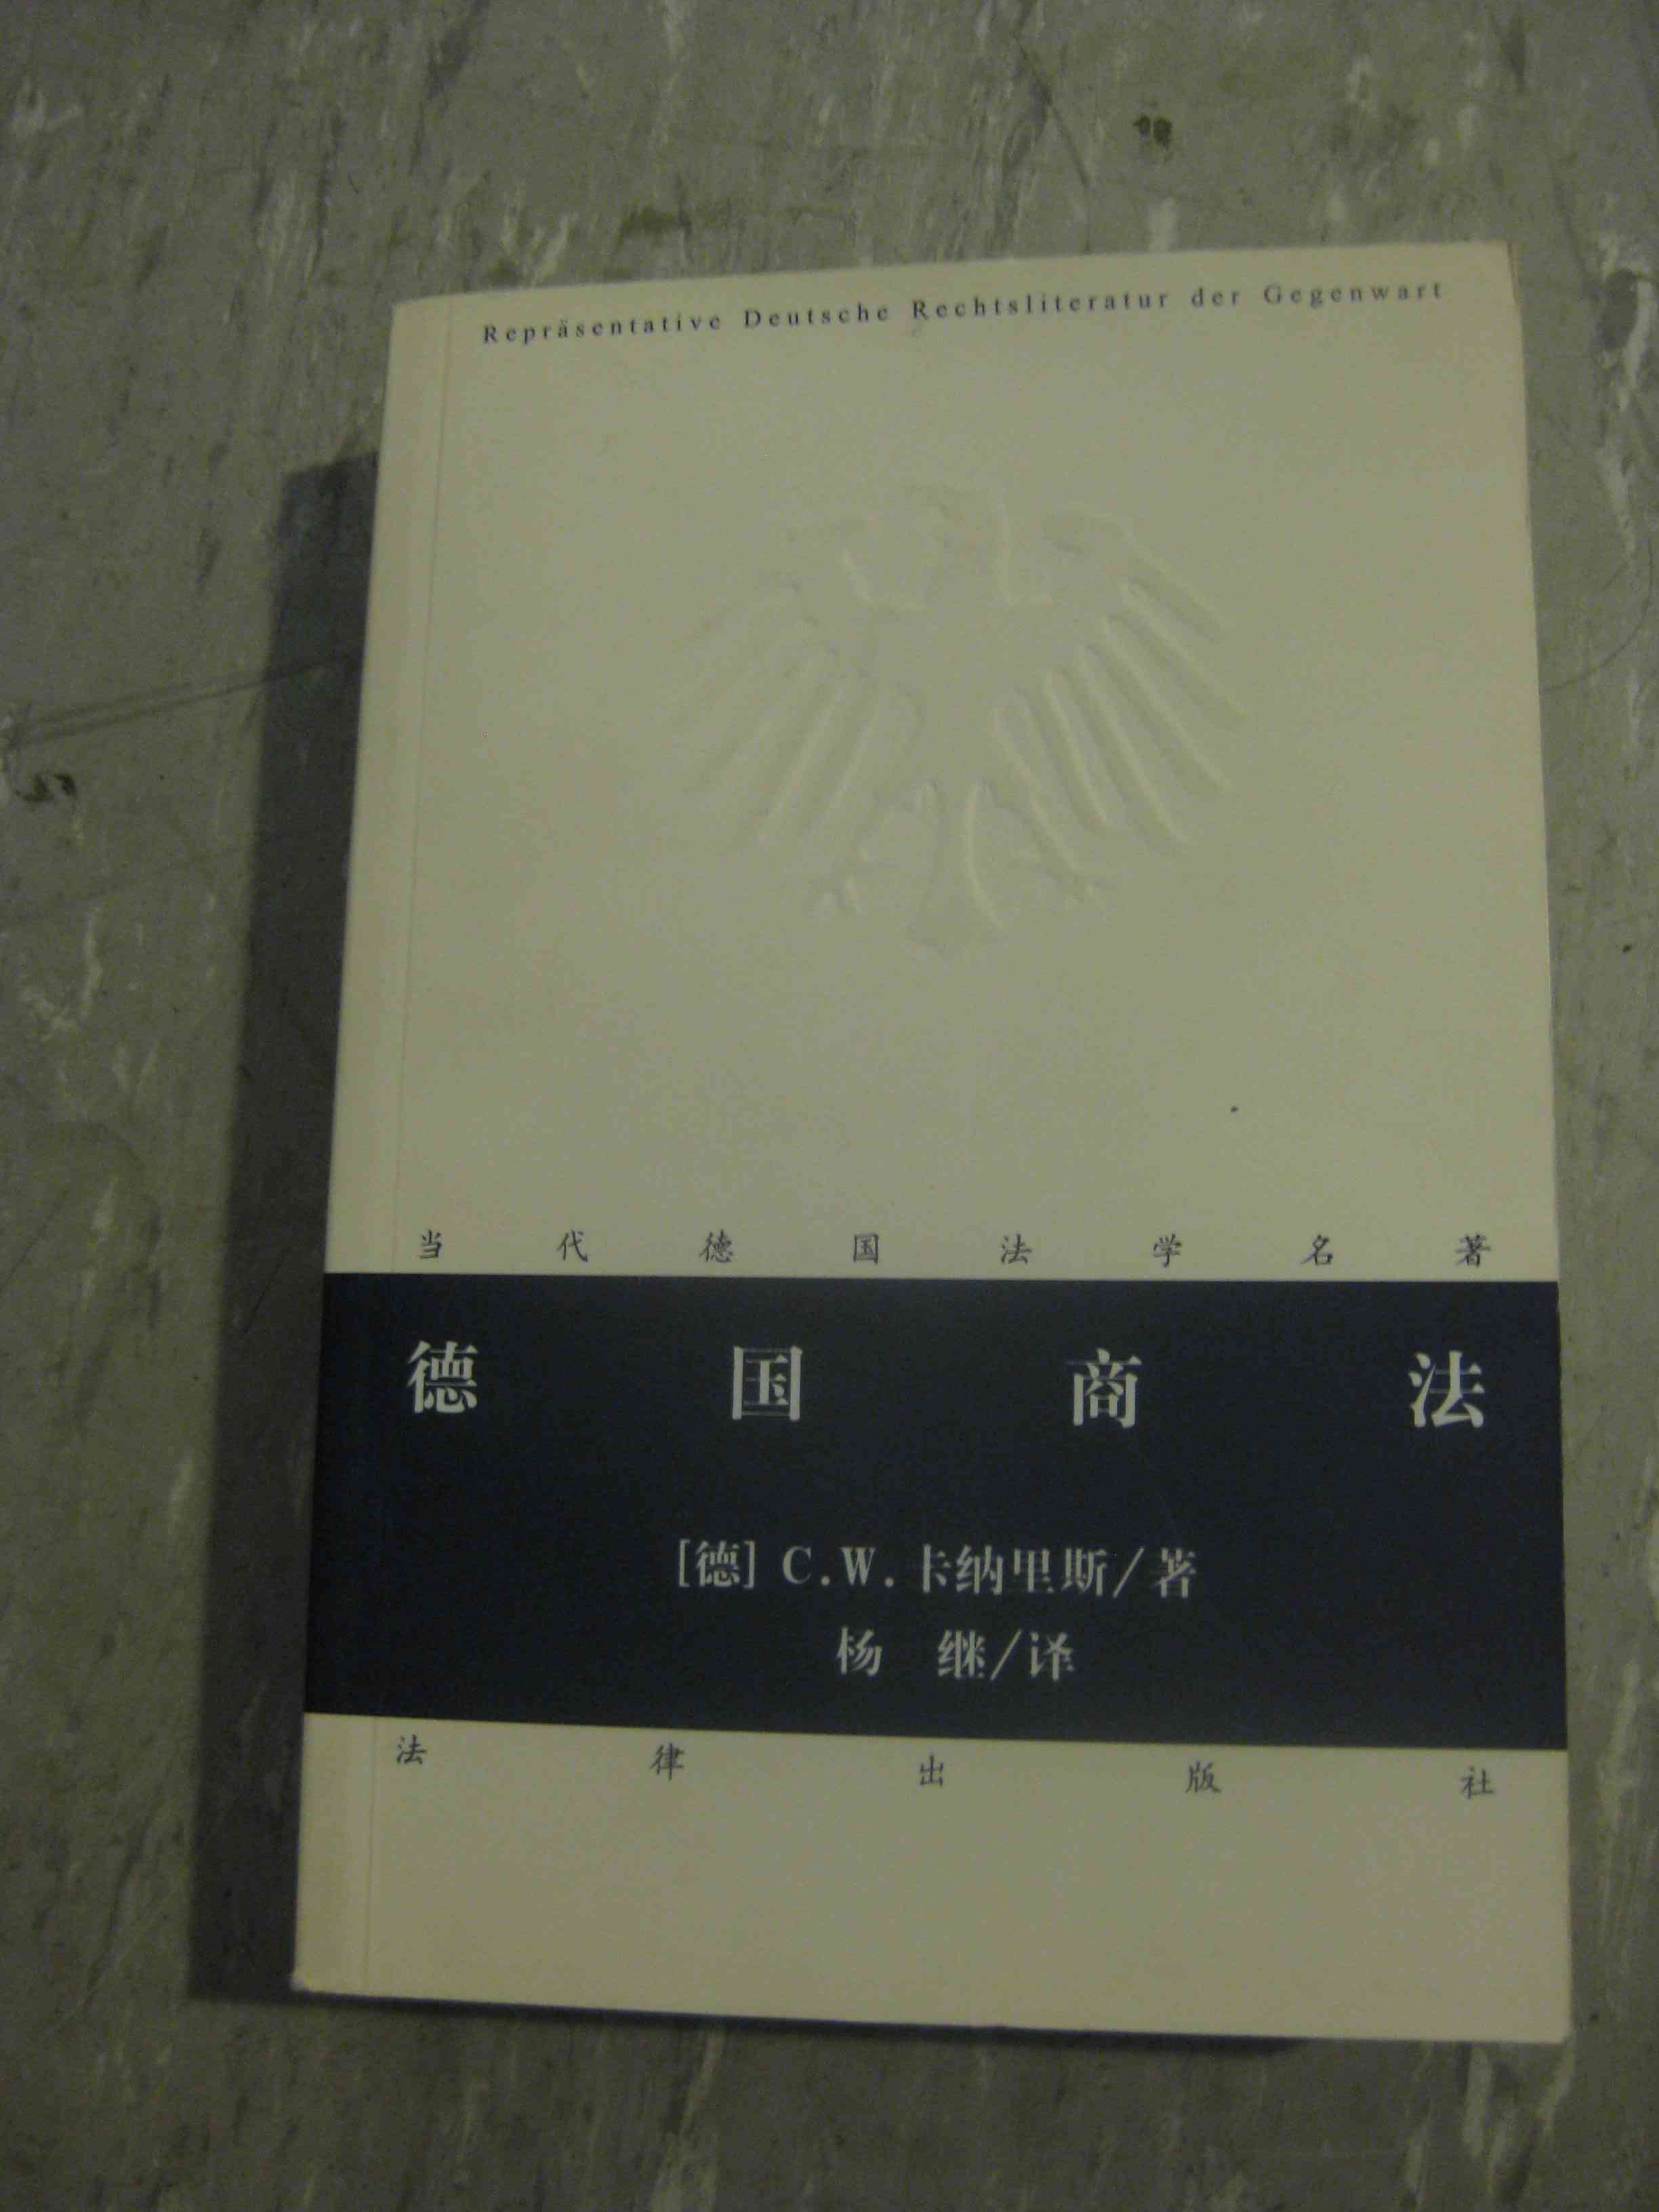 Repräsentative Deutsche Rechtsliteratur der Gegenwart
当代德国法学名著
德国商法
[德] C.W.卡纳里斯/著
杨 继/译
法律出版社